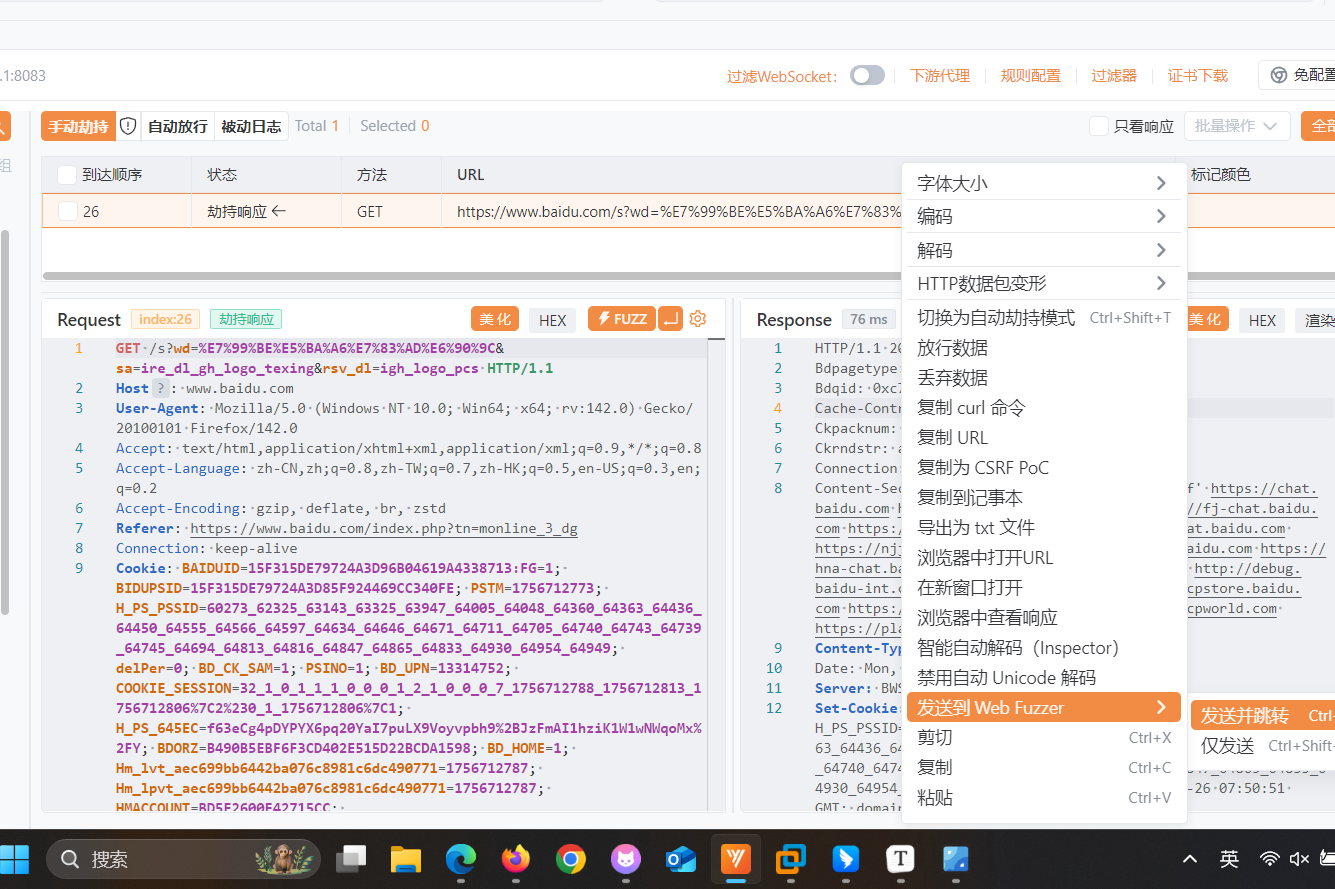 .1:8083
过滤WebSocket:
下游代理
规则配置
过滤器
证书下载
免配置
手动劫持
自动放行
被动日志
Total 1
Selected 0
只看响应
批量操作
全部
组
到达顺序
状态
方法
URL
标记颜色
26
劫持响应
GET
https://www.baidu.com/s?wd=%E7%99%BE%E5%BA%A6%E7%83%
Request
index:26
劫持响应
美化
HEX
FUZZ
1 GET /s?wd=%E7%99%BE%E5%BA%A6%E7%83%AD%E6%90%9C&
sa=ire_dl_gh_logo_texing&rsv_dl=igh_logo_pcs HTTP/1.1
2 Host ? : www.baidu.com
3 User-Agent: Mozilla/5.0 (Windows NT 10.0; Win64; x64; rv:142.0) Gecko/
20100101 Firefox/142.0
4 Accept: text/html,application/xhtml+xml,application/xml;q=0.9,*/*;q=0.8
5 Accept-Language: zh-CN,zh;q=0.8,zh-TW;q=0.7,zh-HK;q=0.5,en-US;q=0.3,en;
q=0.2
6 Accept-Encoding: gzip, deflate, br, zstd
7 Referer: https://www.baidu.com/index.php?tn=monline_3_dg
8 Connection: keep-alive
9 Cookie: BAIDUID=15F315DE79724A3D96B04619A4338713:FG=1;
BIDUPSID=15F315DE79724A3D85F924469CC340FE; PSTM=1756712773;
H_PS_PSSID=60273_62325_63143_63325_63947_64005_64048_64360_64363_64436_
64450_64555_64566_64597_64634_64646_64671_64711_64705_64740_64743_64739
_64745_64694_64813_64816_64847_64865_64833_64930_64954_64949;
delPer=0; BD_CK_SAM=1; PSINO=1; BD_UPN=13314752;
COOKIE_SESSION=32_1_0_1_1_1_0_0_0_1_2_1_0_0_0_7_1756712788_1756712813_1
756712806%7C2%230_1_1756712806%7C1;
H_PS_645EC=f63eCg4pDYPYX6pq20YaI7puLX9Voyvpbh9%2BJzFmAI1hziK1W1wNWqoMx%
2FY; BDORZ=B490B5EBF6F3CD402E515D22BCDA1598; BD_HOME=1;
Hm_lvt_aec699bb6442ba076c8981c6dc490771=1756712787;
Hm_lpvt_aec699bb6442ba076c8981c6dc490771=1756712787;
HMACCOUNT=BD5E2600E42715CC;
Response
76 ms
美化
HEX
渲染
1 HTTP/1.1 20
2 Bdpagetype:
3 Bdqid: 0xc7
4 Cache-Contr
5 Ckpacknum:
6 Ckrndstr: a
7 Connection:
8 Content-Sec
f' https://chat.
baidu.com h
//fj-chat.baidu.
com https:/
at.baidu.com
https://njj
aidu.com https://
hna-chat.ba
http://debug.
baidu-int.c
cpstore.baidu.
com https:/
cpworld.com
https://pla
9 Content-Typ
10 Date: Mon,
11 Server: BWS
12 Set-Cookie:
H_PS_PSSID=
63_64436_64
_64740_6474
4930_64954_
-26 07:50:51
GMT; domain
字体大小
编码
解码
HTTP数据包变形
切换为自动劫持模式 Ctrl+Shift+T
放行数据
丢弃数据
复制 curl 命令
复制 URL
复制为 CSRF PoC
复制到记事本
导出为 txt 文件
浏览器中打开URL
在新窗口打开
浏览器中查看响应
智能自动解码（Inspector）
禁用自动 Unicode 解码
发送到 Web Fuzzer
剪切 Ctrl+X
复制 Ctrl+C
粘贴 Ctrl+V
发送并跳转 Ctrl-
仅发送 Ctrl+Shift-
搜索
T
英